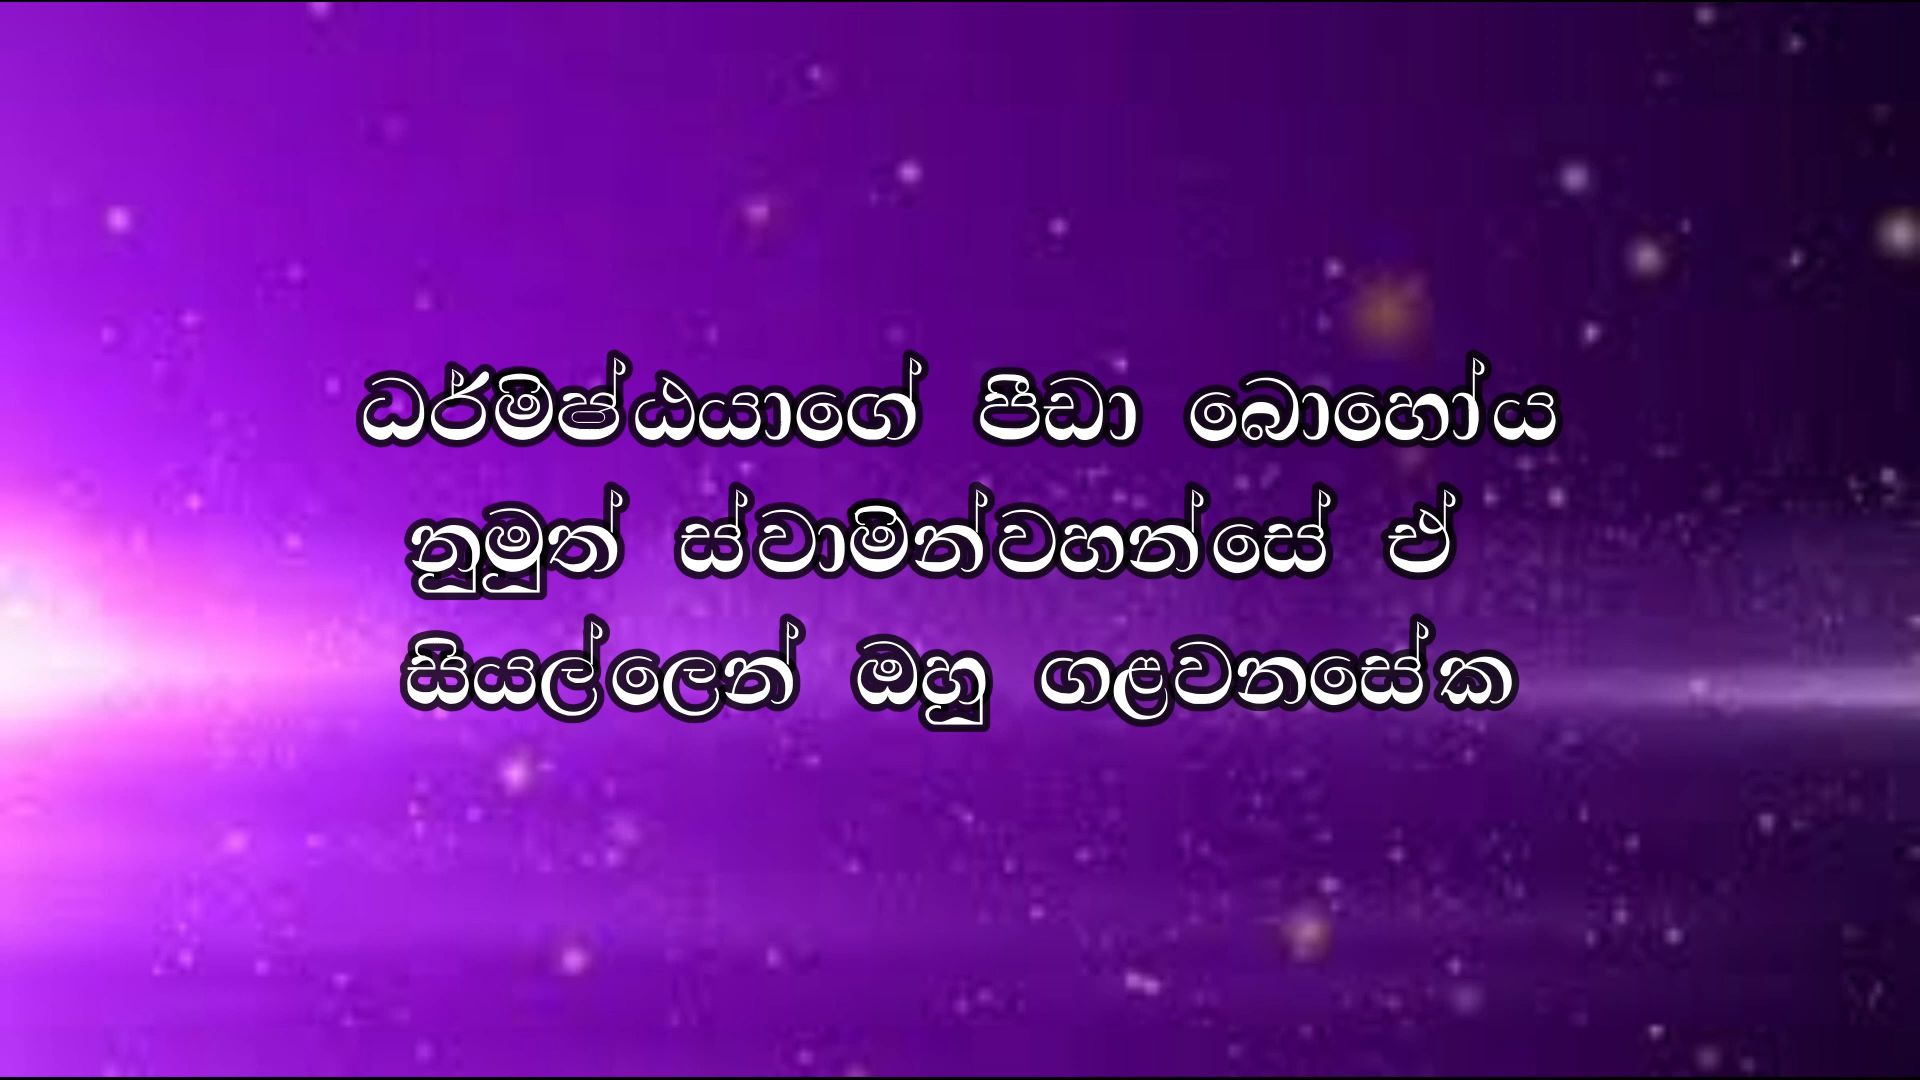 ධර්මිෂ්ඨයාගේ පීඩා බොහෝය
නුමුත් ස්වාමින්වහන්සේ ඒ
සියල්ලෙන් ඔහු ගළවනසේක